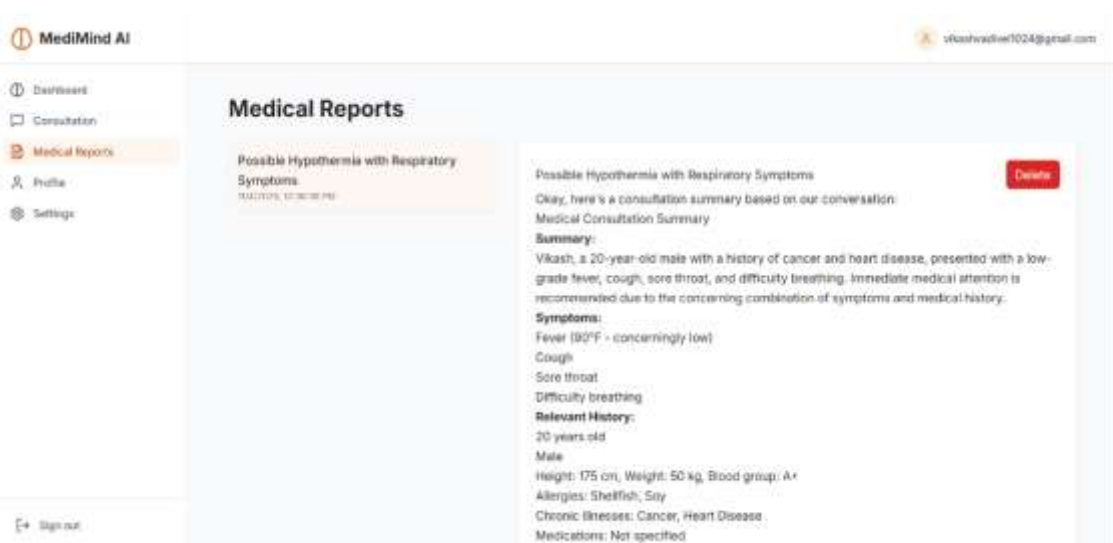 MediMind AI
Dashboard
Consultation
Medical Reports
Profile
Settings
Sign out
Medical Reports
Possible Hypothermia with Respiratory
Symptoms
Possible Hypothermia with Respiratory Symptoms
Delete
Okay, here's a consultation summary based on our conversation:
Medical Consultation Summary
Summary:
Vikash, a 20-year-old male with a history of cancer and heart disease, presented with a low-
grade fever, cough, sore throat, and difficulty breathing. Immediate medical attention is
recommended due to the concerning combination of symptoms and medical history.
Symptoms:
Fever (90°F - concerningly low)
Cough
Sore throat
Difficulty breathing
Relevant History:
20 years old
Male
Height: 175 cm, Weight: 50 kg, Blood group: A+
Allergies: Shellfish, Soy
Chronic Illnesses: Cancer, Heart Disease
Medications: Not specified